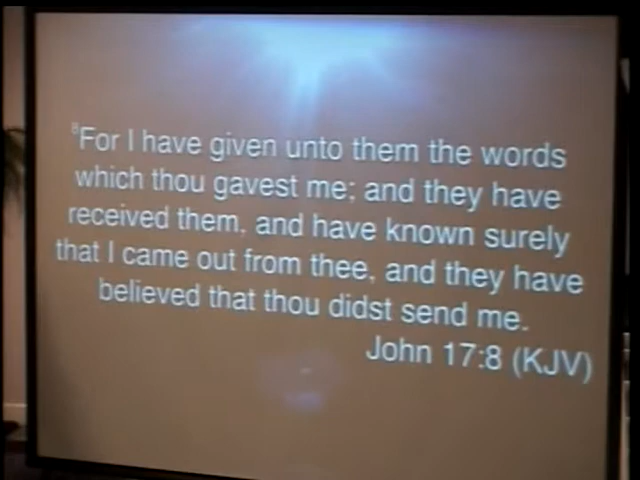 ⁸For I have given unto them the words
which thou gavest me; and they have
received them, and have known surely
that I came out from thee, and they have
believed that thou didst send me.
John 17:8 (KJV)